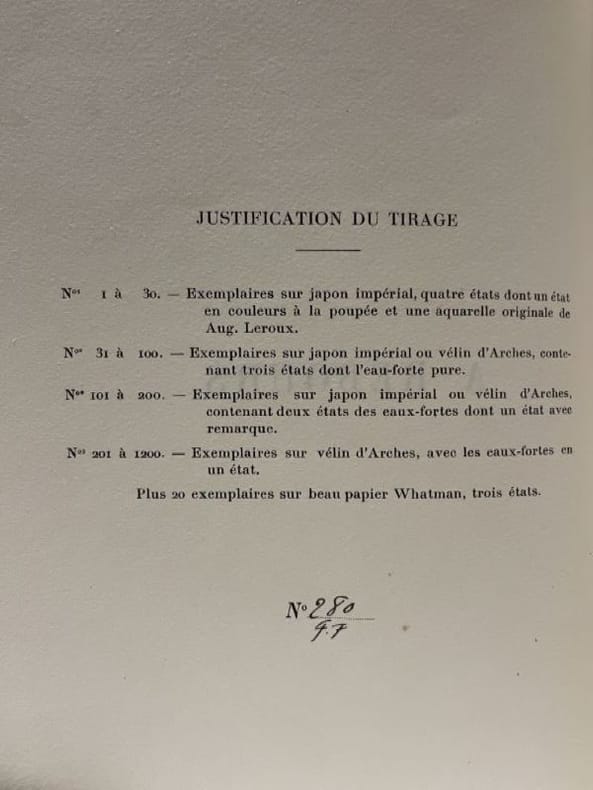 JUSTIFICATION DU TIRAGE
Nos 1 à 30. — Exemplaires sur japon impérial, quatre états dont un état
en couleurs à la poupée et une aquarelle originale de
Aug. Leroux.
Nos 31 à 100. — Exemplaires sur japon impérial ou vélin d'Arches, conte-
nant trois états dont l'eau-forte pure.
Nos 101 à 200. — Exemplaires sur japon impérial ou vélin d'Arches,
contenant deux états des eaux-fortes dont un état avec
remarque.
Nos 201 à 1200. — Exemplaires sur vélin d'Arches, avec les eaux-fortes en
un état.
Plus 20 exemplaires sur beau papier Whatman, trois états.
No 280